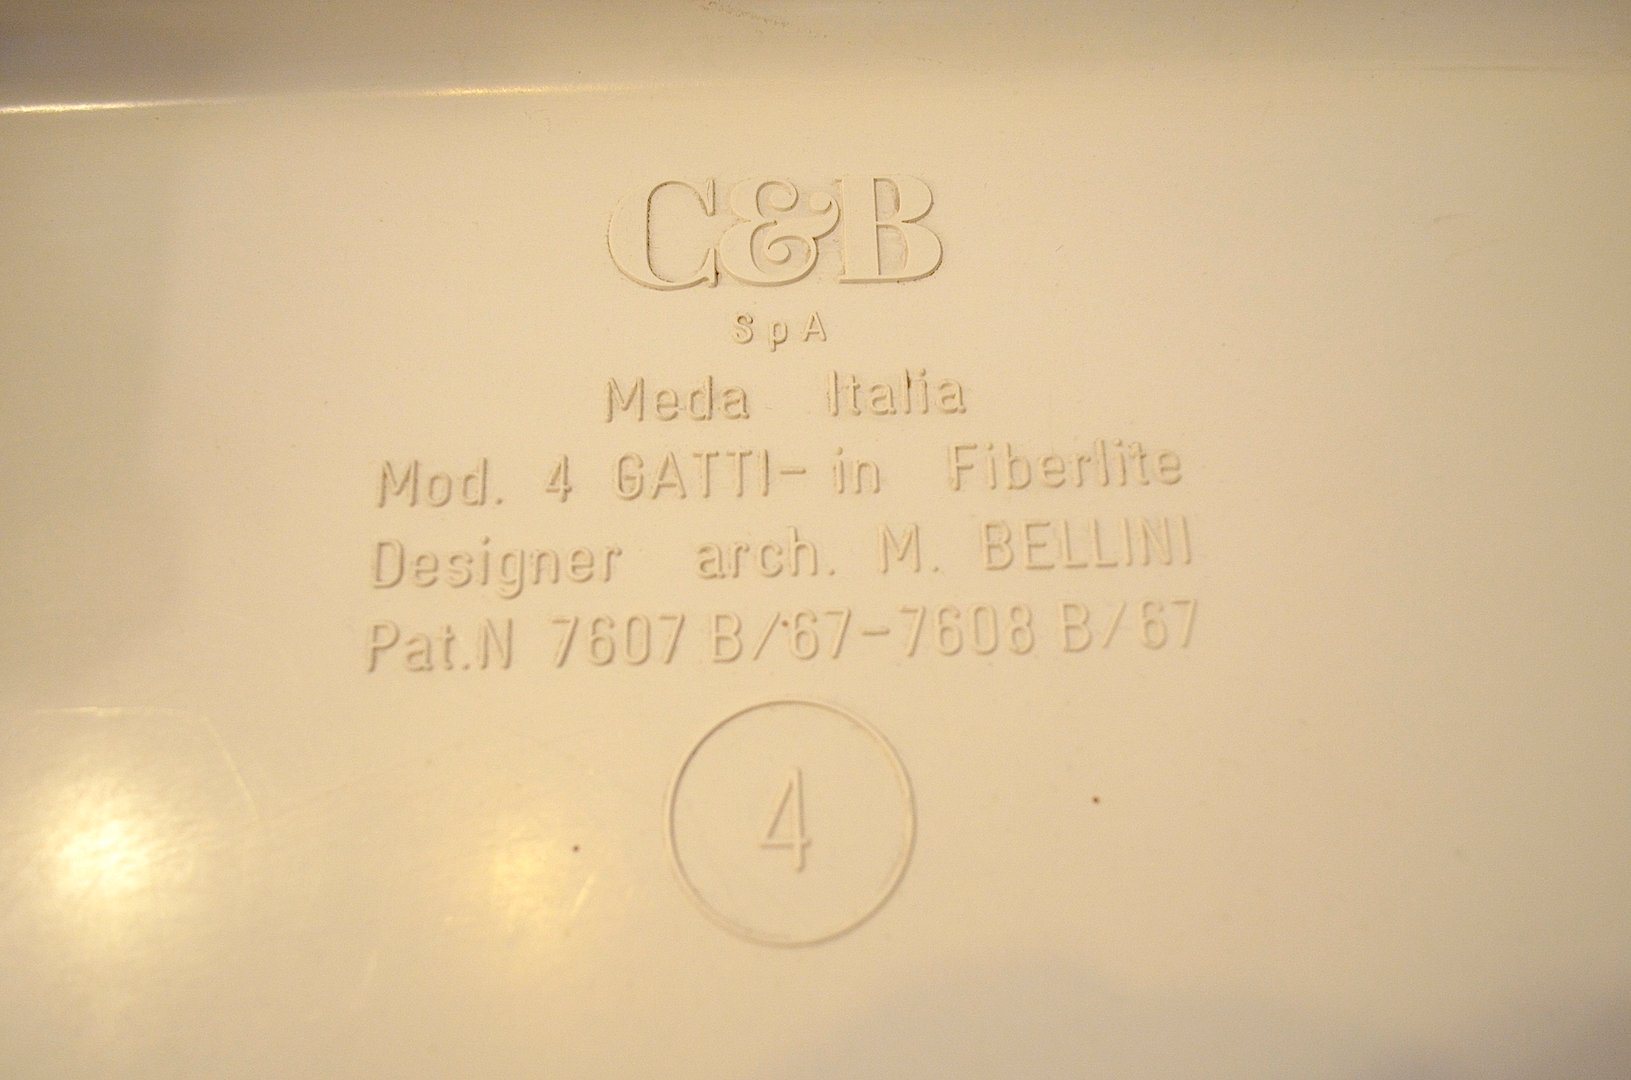 C&B
SpA
Meda Italia
Mod. 4 GATTI- in Fiberlite
Designer arch. M. BELLINI
Pat.N 7607 B/67-7608 B/67
4